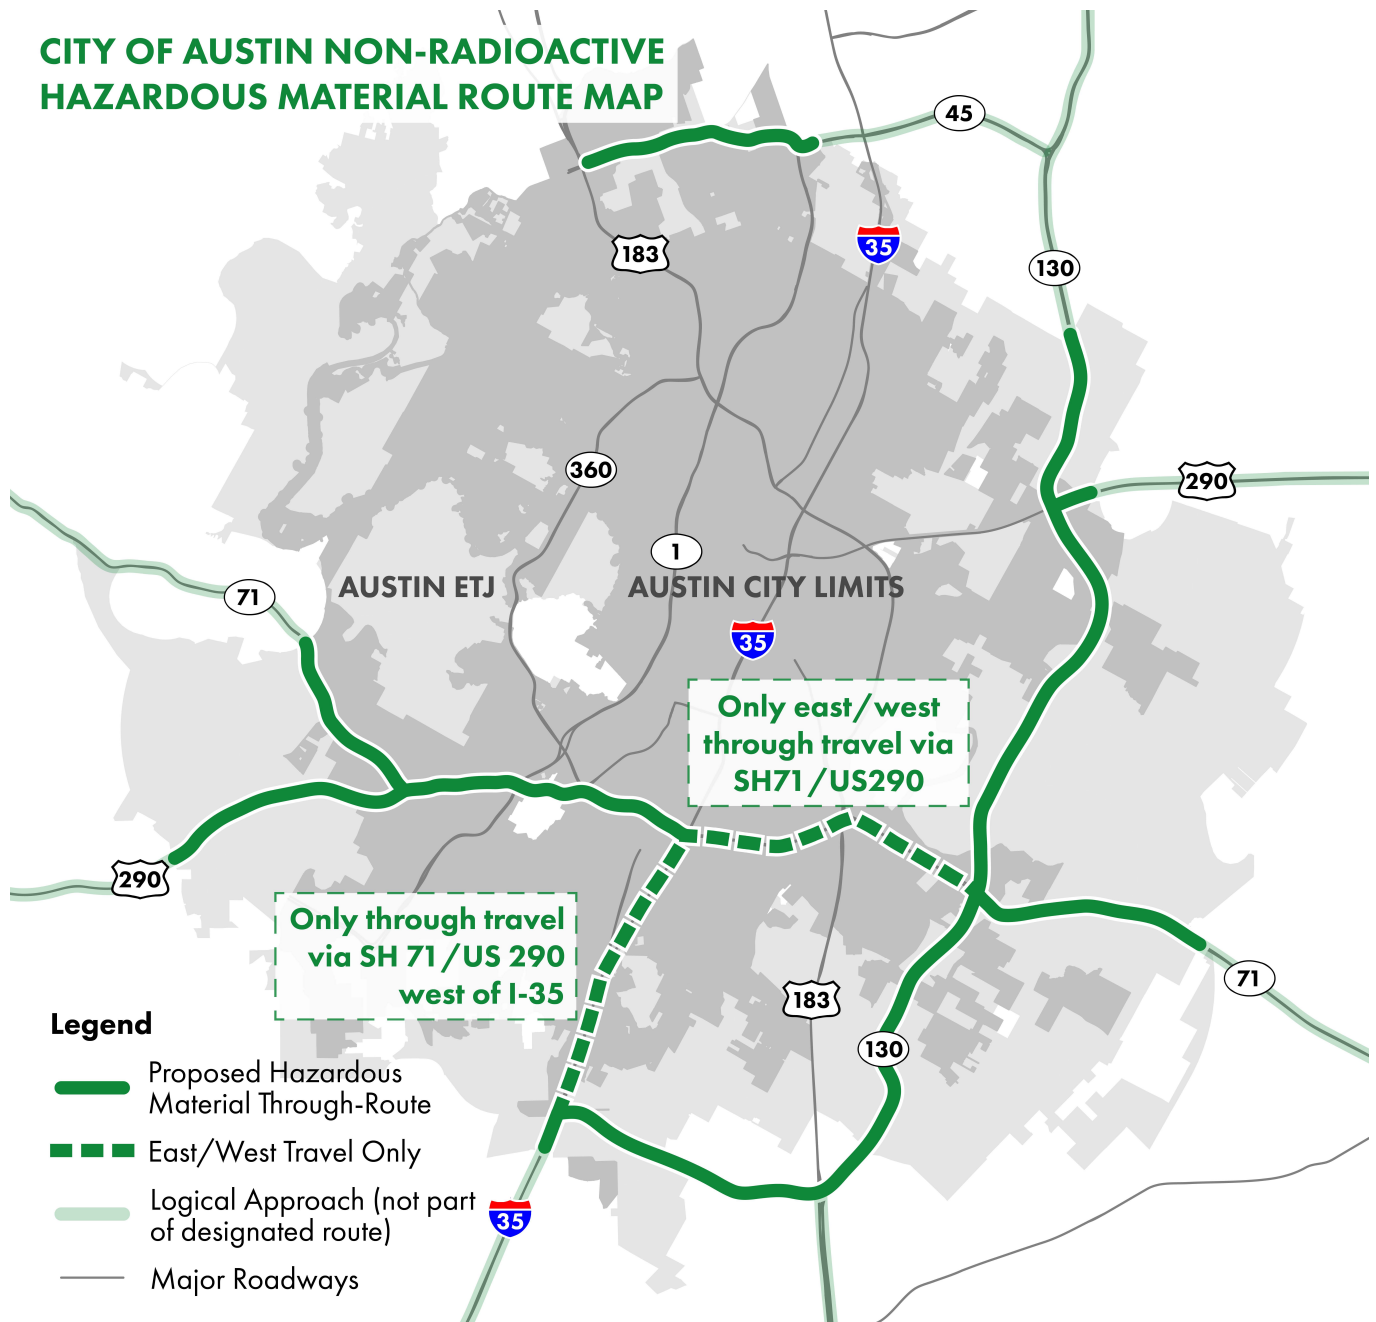 CITY OF AUSTIN NON-RADIOACTIVE
HAZARDOUS MATERIAL ROUTE MAP
45
183
35
130
290
360
1
71
AUSTIN ETJ
AUSTIN CITY LIMITS
35
Only east/west
through travel via
SH71/US290
290
Only through travel
via SH 71/US 290
west of I-35
71
183
130
35
Legend
Proposed Hazardous
Material Through-Route
East/West Travel Only
Logical Approach (not part
of designated route)
Major Roadways